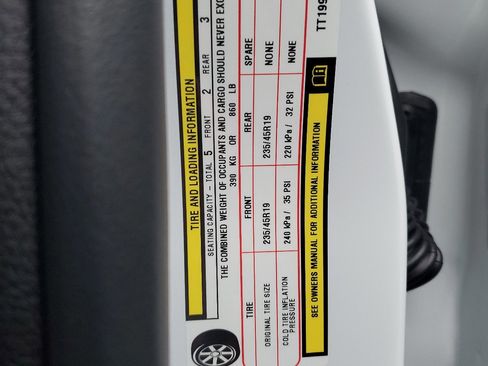 TIRE AND LOADING INFORMATION
SEATING CAPACITY – TOTAL 5 FRONT 2 REAR 3
THE COMBINED WEIGHT OF OCCUPANTS AND CARGO SHOULD NEVER EXC
390 KG OR 860 LB
TIRE FRONT REAR SPARE
ORIGINAL TIRE SIZE 235/45R19 235/45R19 NONE
COLD TIRE INFLATION PRESSURE 240 kPa / 35 PSI 220 kPa / 32 PSI NONE
SEE OWNERS MANUAL FOR ADDITIONAL INFORMATION
TT199